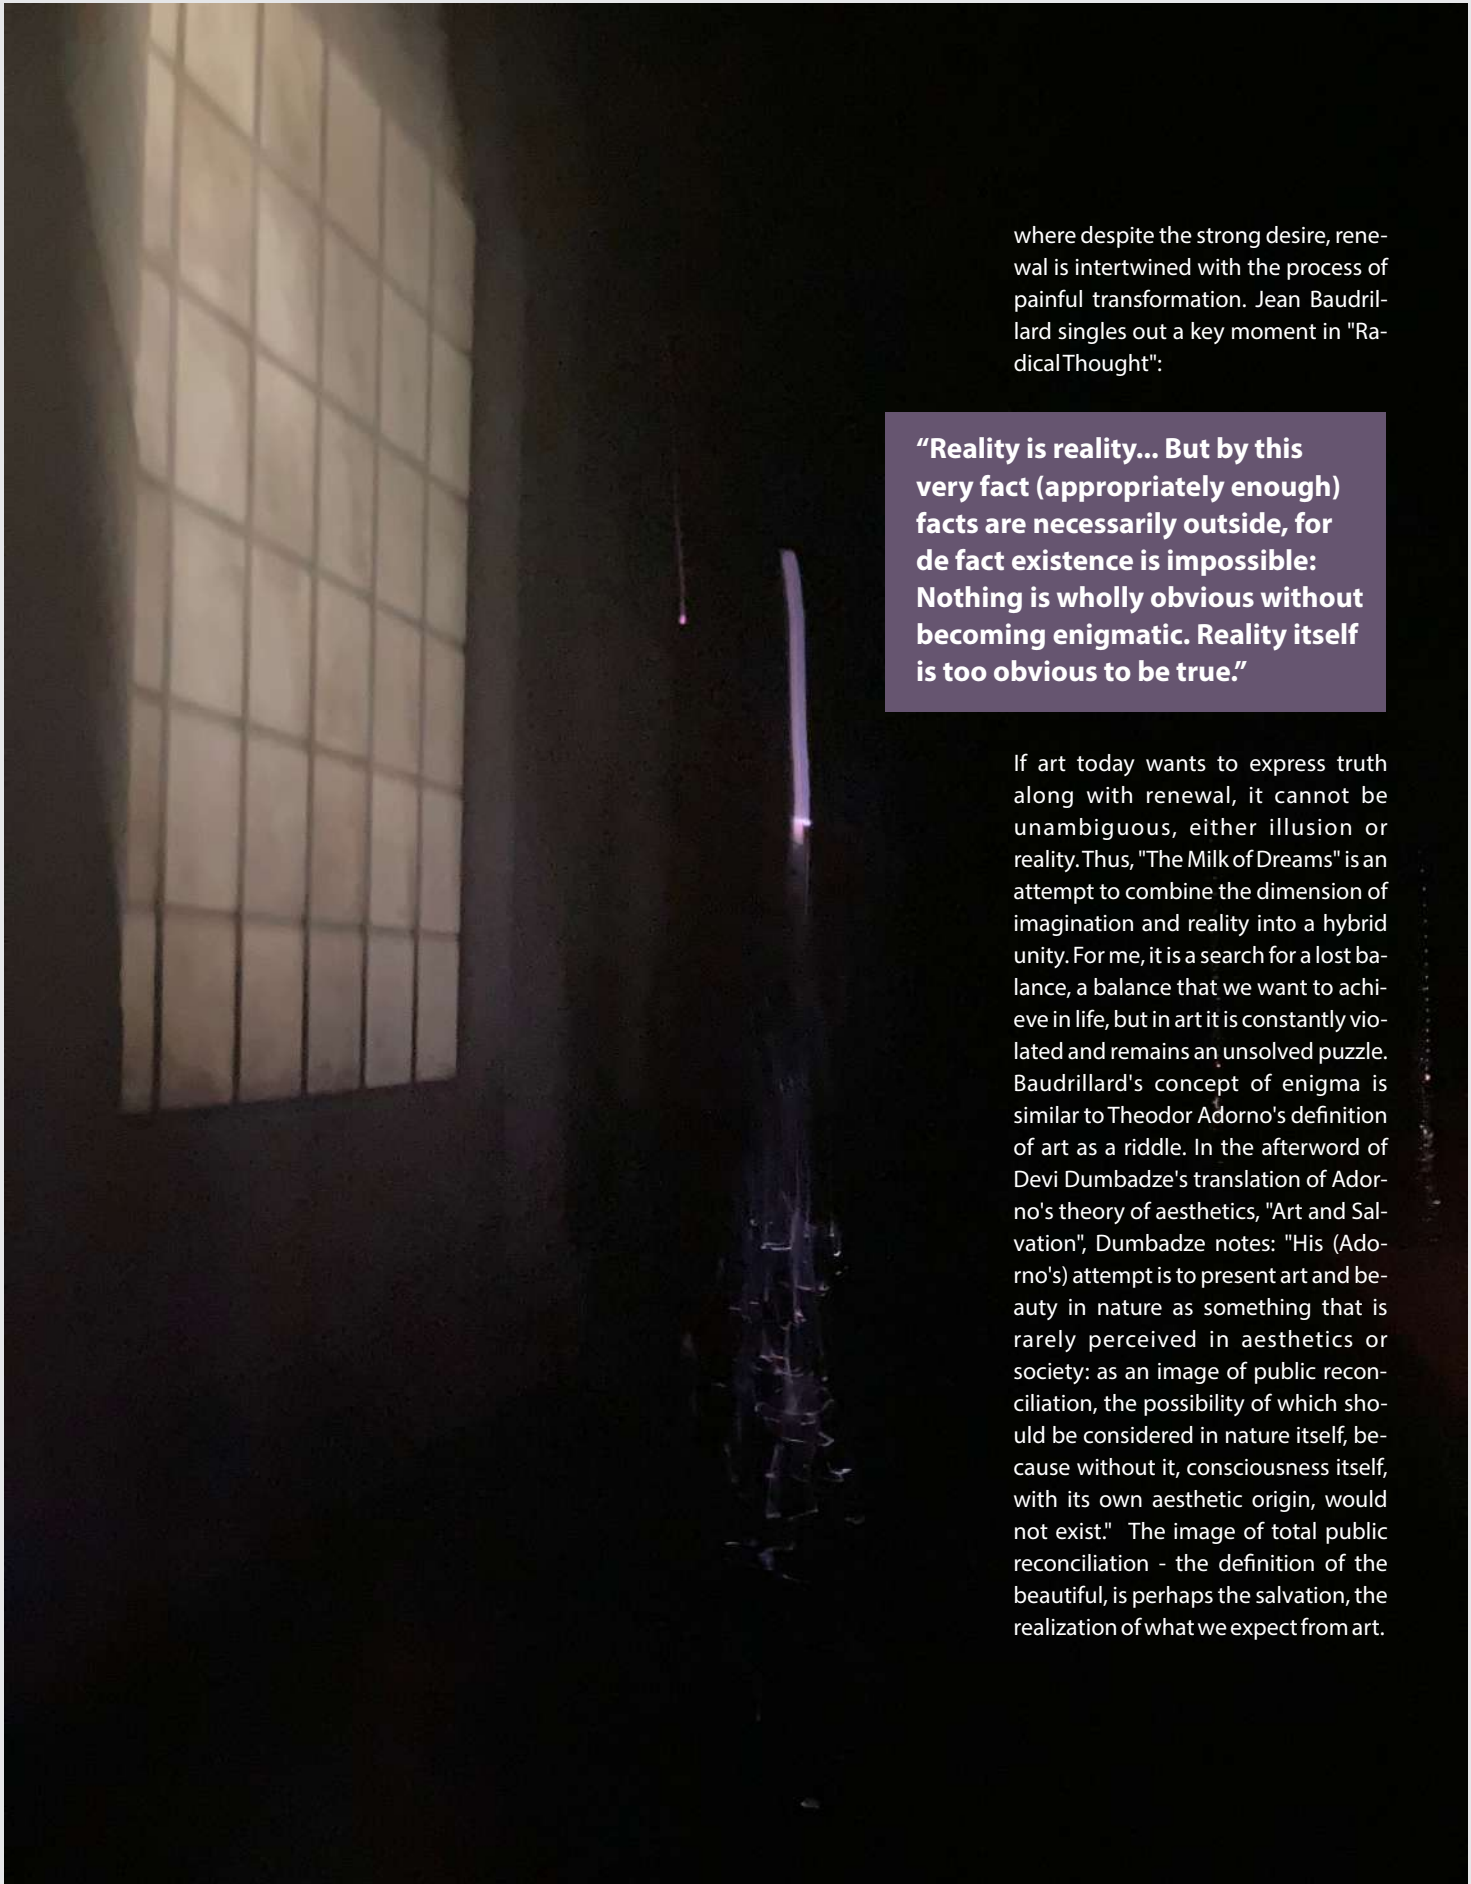 where despite the strong desire, rene-
wal is intertwined with the process of
painful transformation. Jean Baudril-
lard singles out a key moment in "Ra-
dical Thought":
“Reality is reality... But by this
very fact (appropriately enough)
facts are necessarily outside, for
de fact existence is impossible:
Nothing is wholly obvious without
becoming enigmatic. Reality itself
is too obvious to be true.”
If art today wants to express truth
along with renewal, it cannot be
unambiguous, either illusion or
reality. Thus, "The Milk of Dreams" is an
attempt to combine the dimension of
imagination and reality into a hybrid
unity. For me, it is a search for a lost ba-
lance, a balance that we want to achi-
eve in life, but in art it is constantly vio-
lated and remains an unsolved puzzle.
Baudrillard's concept of enigma is
similar to Theodor Adorno's definition
of art as a riddle. In the afterword of
Devi Dumbadze's translation of Ador-
no's theory of aesthetics, "Art and Sal-
vation", Dumbadze notes: "His (Ado-
rno's) attempt is to present art and be-
auty in nature as something that is
rarely perceived in aesthetics or
society: as an image of public recon-
ciliation, the possibility of which sho-
uld be considered in nature itself, be-
cause without it, consciousness itself,
with its own aesthetic origin, would
not exist." The image of total public
reconciliation - the definition of the
beautiful, is perhaps the salvation, the
realization of what we expect from art.